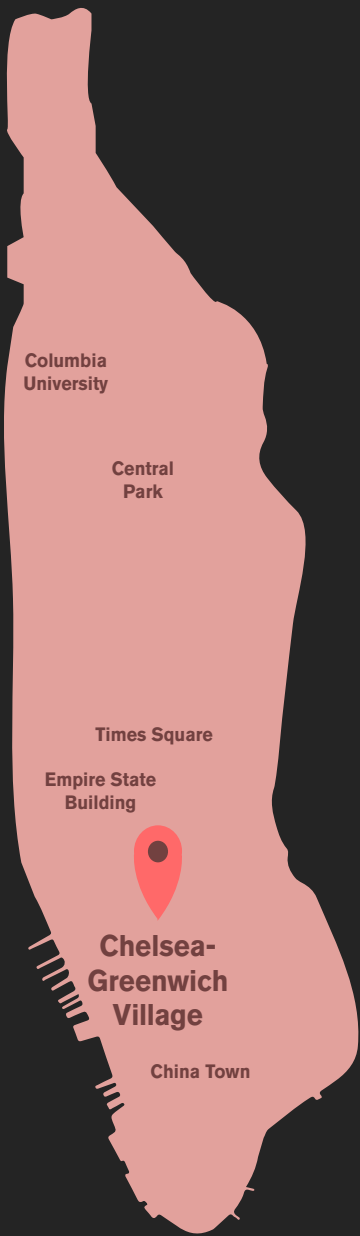 Columbia
University
Central
Park
Times Square
Empire State
Building
Chelsea-
Greenwich
Village
China Town